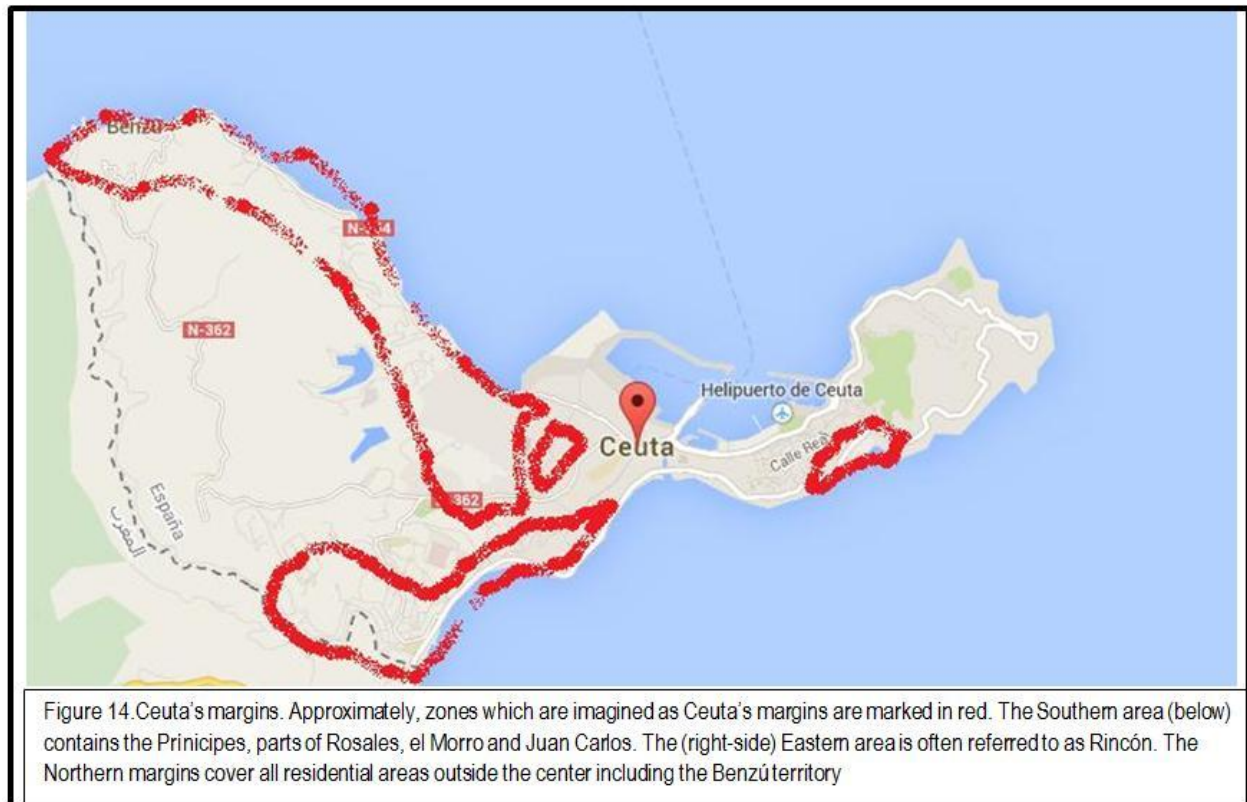 Benzú
N-354
N-362
Helipuerto de Ceuta
Ceuta
Calle Real
N-362
España
المغرب
Figure 14.Ceuta's margins. Approximately, zones which are imagined as Ceuta's margins are marked in red. The Southern area (below)
contains the Prinicipes, parts of Rosales, el Morro and Juan Carlos. The (right-side) Eastern area is often referred to as Rincón. The
Northern margins cover all residential areas outside the center including the Benzú territory